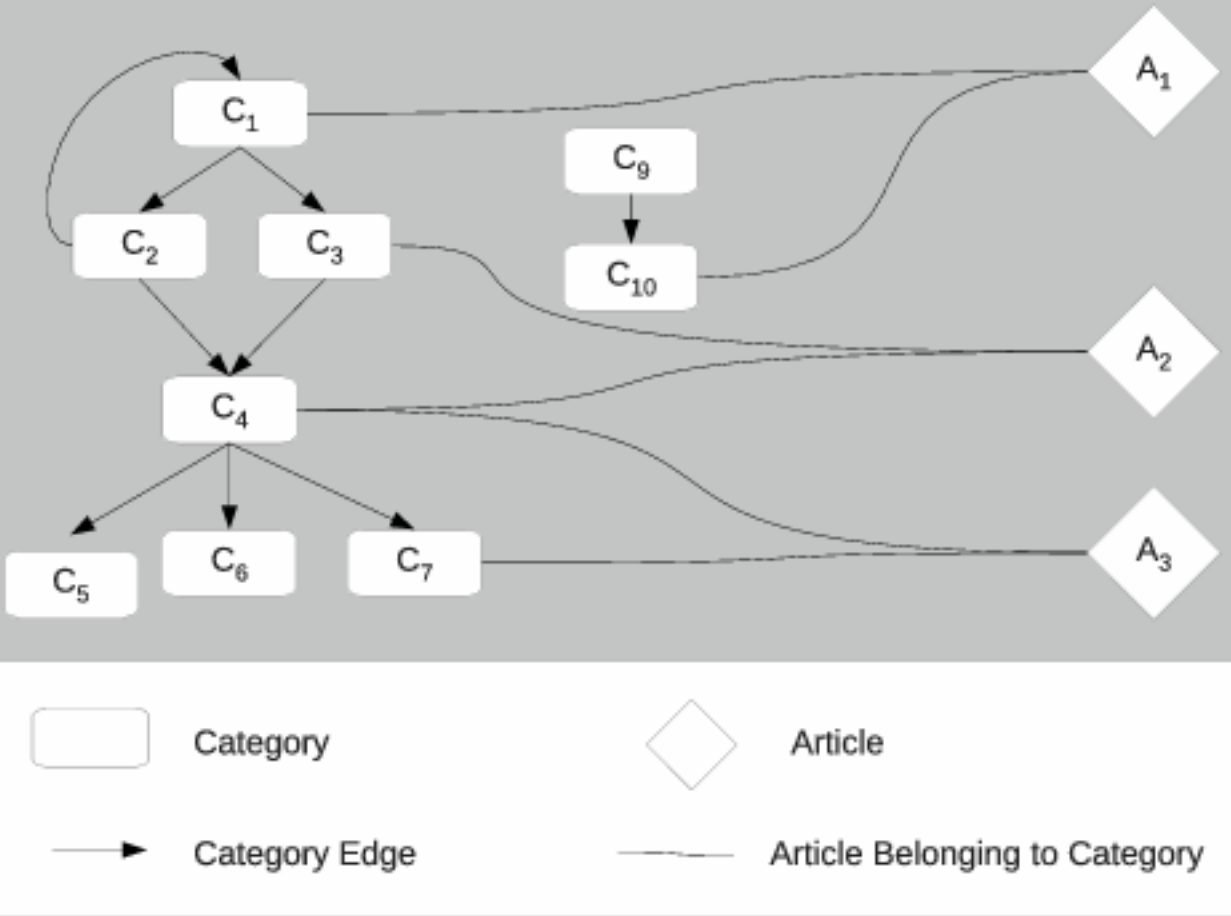 A₁
C₁
C₉
C₂ C₃
C₁₀
A₂
C₄
A₃
C₅ C₆ C₇
Category Article
Category Edge Article Belonging to Category